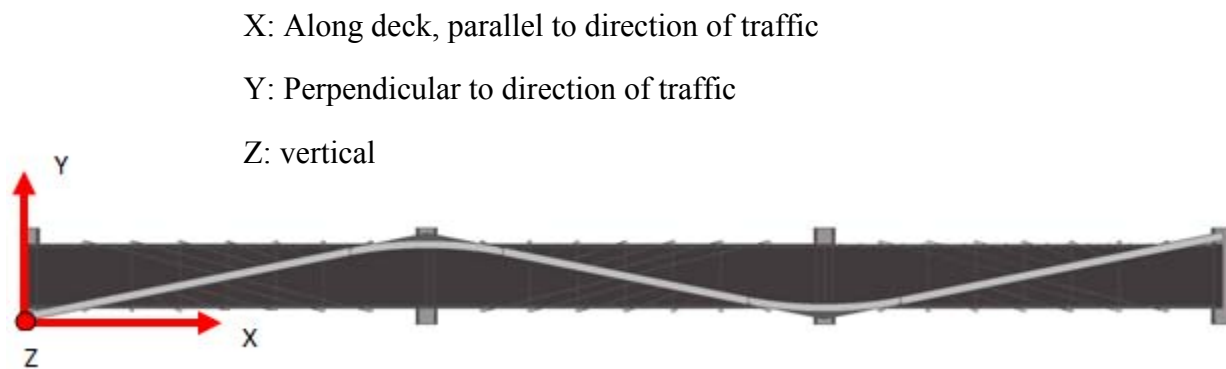 X: Along deck, parallel to direction of traffic
Y: Perpendicular to direction of traffic
Z: vertical
Y
X
Z